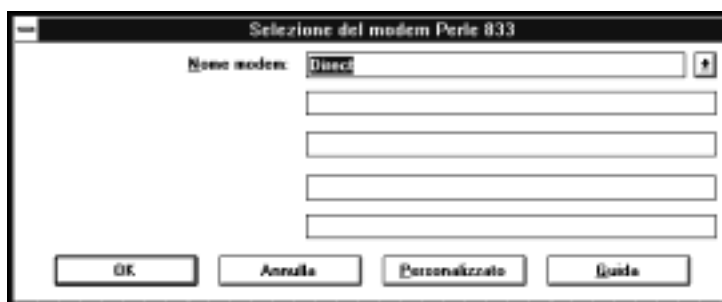 Selezione del modem Perle 833
Nome modem: Direct
OK Annulla Personalizzato Guida